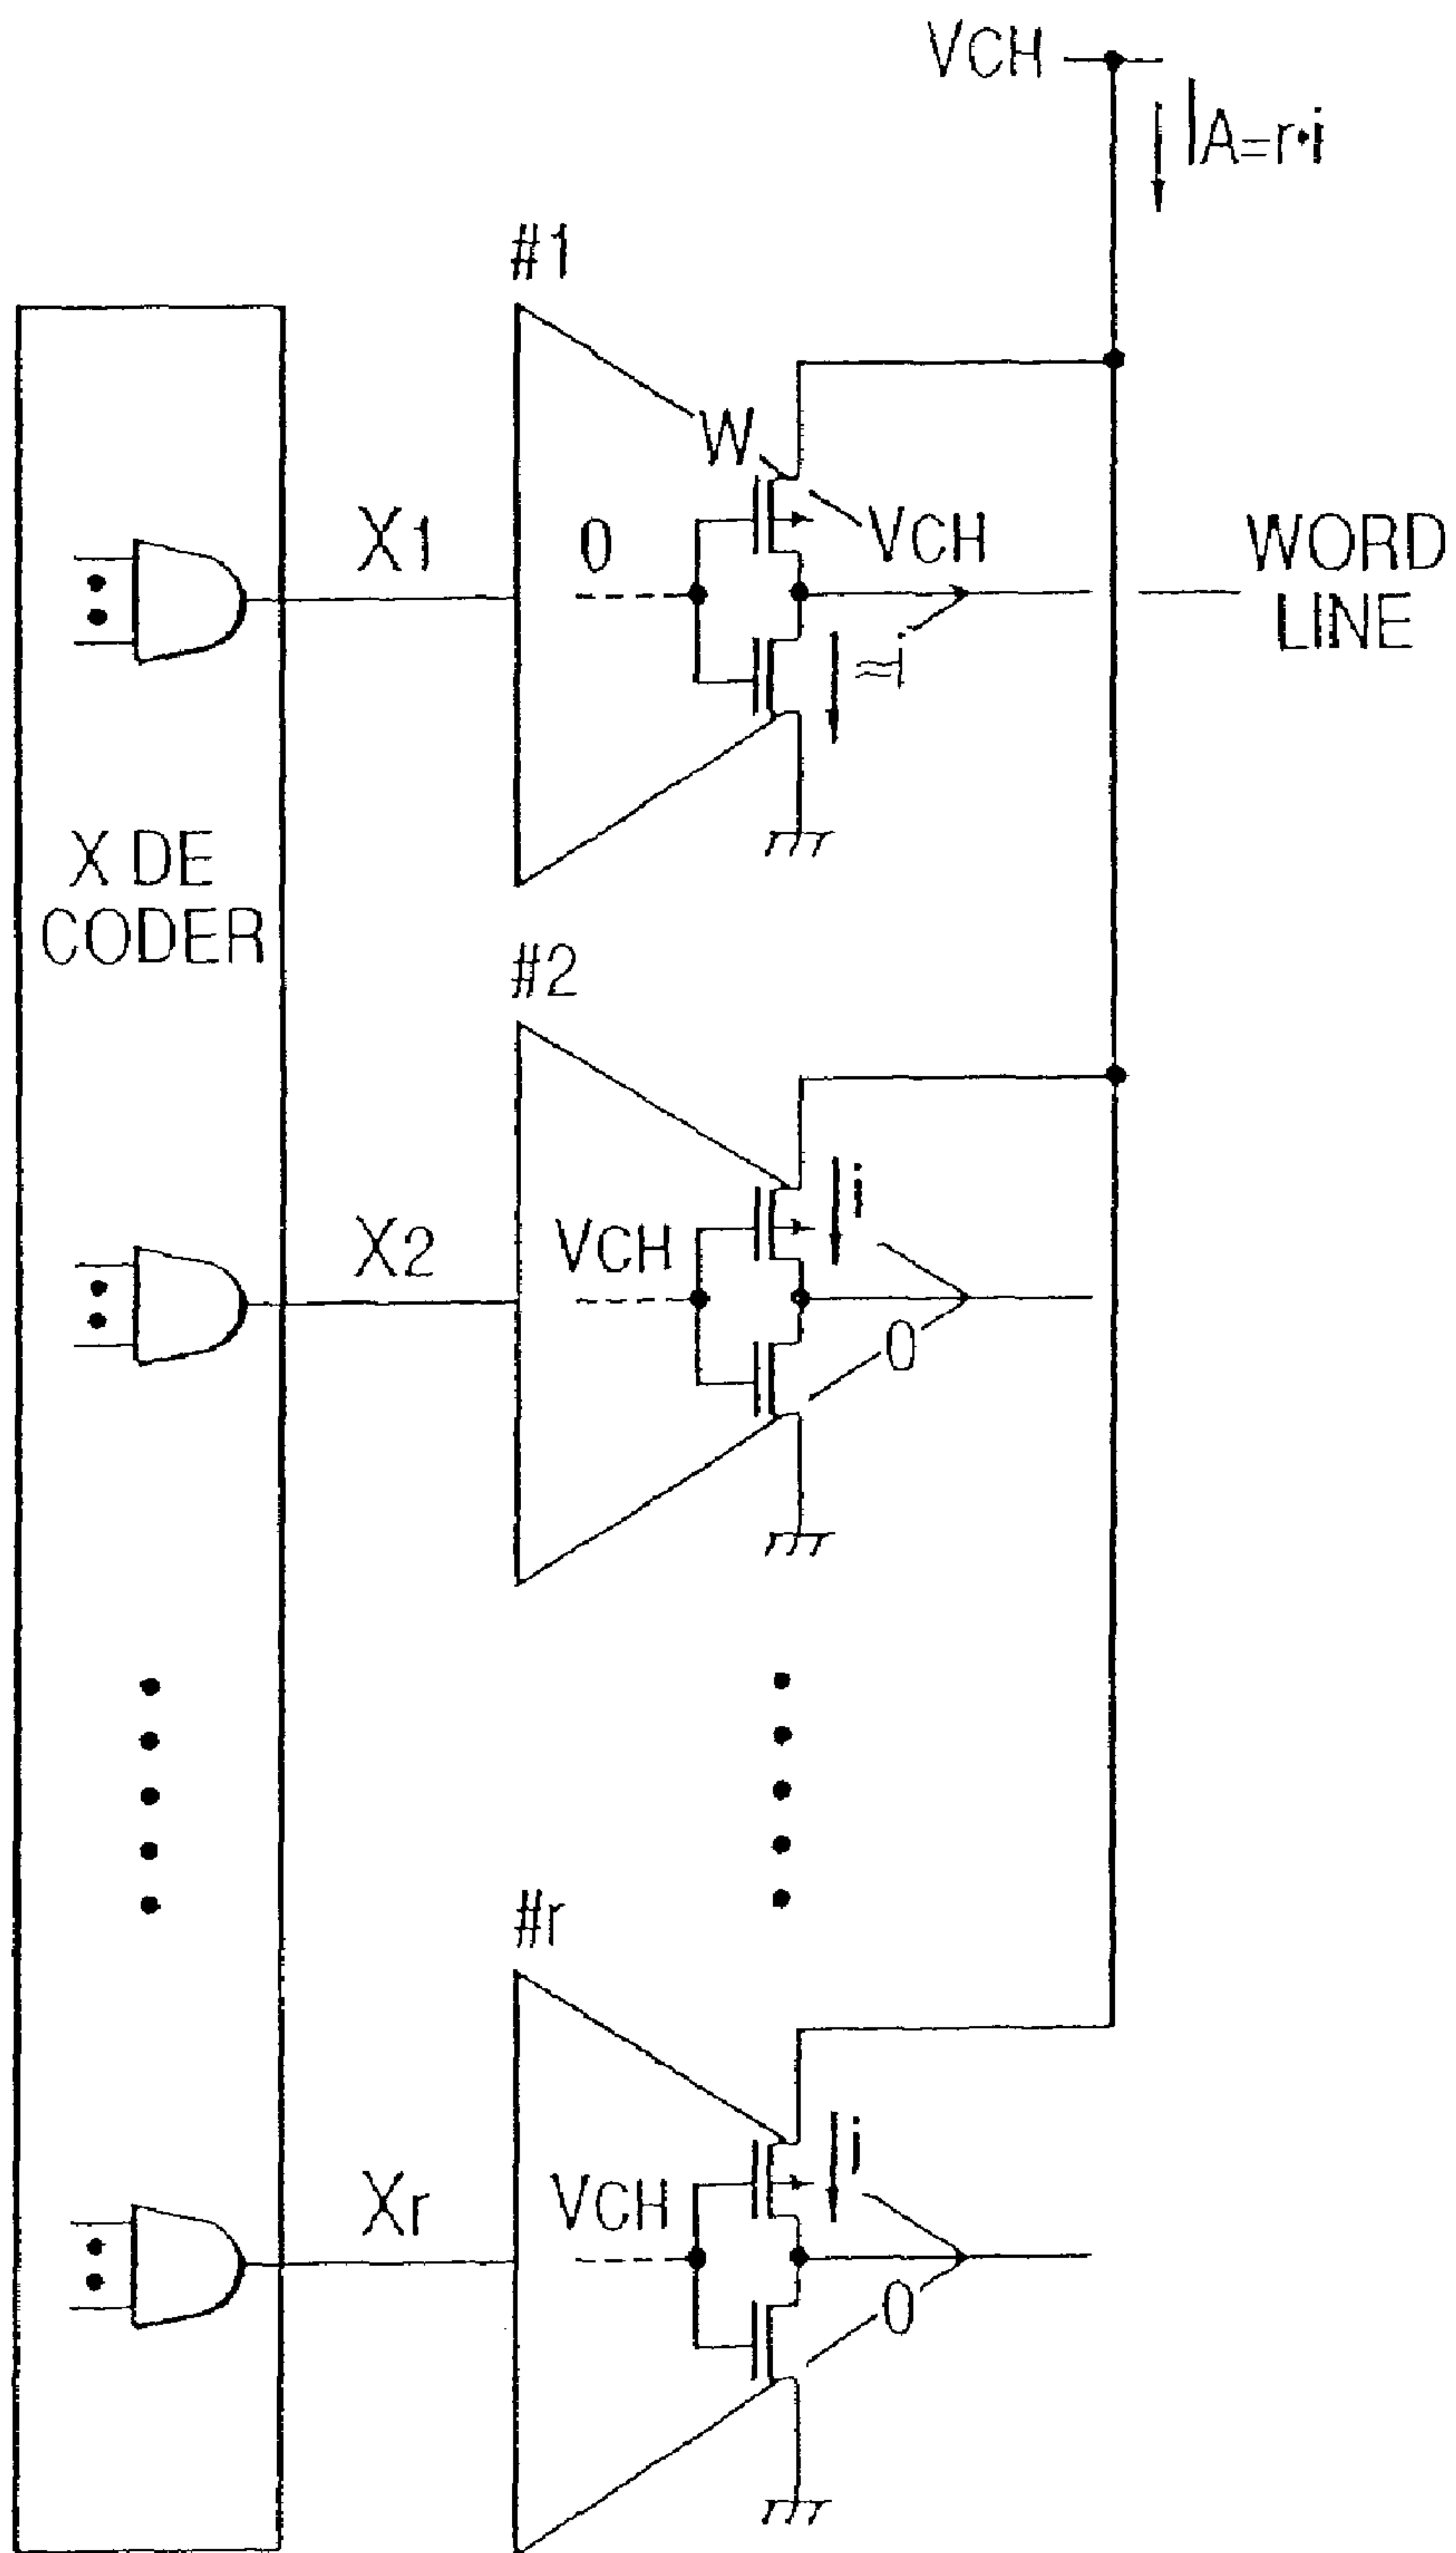 VCH
IA=r·i
#1
W
X1
0
VCH
WORD
LINE
≈i
X DE
CODER
#2
i
X2
VCH
0
#r
i
Xr
VCH
0